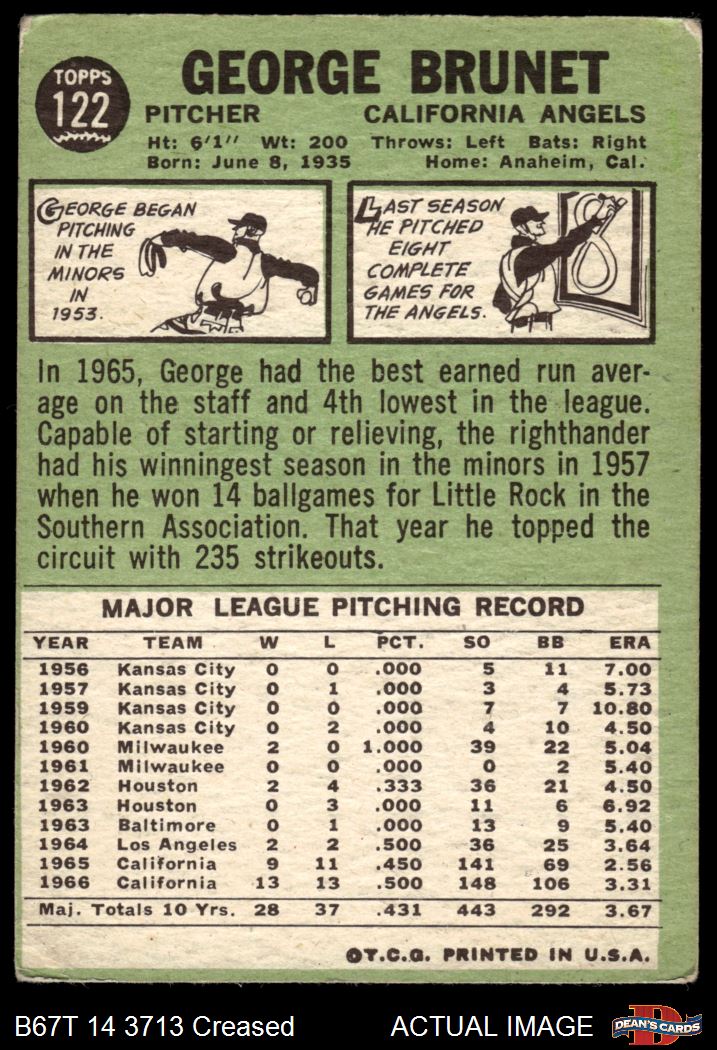 TOPPS
122
GEORGE BRUNET
PITCHER CALIFORNIA ANGELS
Ht: 6'1" Wt: 200 Throws: Left Bats: Right
Born: June 8, 1935 Home: Anaheim, Cal.
GEORGE BEGAN
PITCHING
IN THE
MINORS
IN
1953.
LAST SEASON
HE PITCHED
EIGHT
COMPLETE
GAMES FOR
THE ANGELS.
In 1965, George had the best earned run aver-
age on the staff and 4th lowest in the league.
Capable of starting or relieving, the righthander
had his winningest season in the minors in 1957
when he won 14 ballgames for Little Rock in the
Southern Association. That year he topped the
circuit with 235 strikeouts.
MAJOR LEAGUE PITCHING RECORD
YEAR TEAM W L PCT. SO BB ERA
1956 Kansas City 0 0 .000 5 11 7.00
1957 Kansas City 0 1 .000 3 4 5.73
1959 Kansas City 0 0 .000 7 7 10.80
1960 Kansas City 0 2 .000 4 10 4.50
1960 Milwaukee 2 0 1.000 39 22 5.04
1961 Milwaukee 0 0 .000 0 2 5.40
1962 Houston 2 4 .333 36 21 4.50
1963 Houston 0 3 .000 11 6 6.92
1963 Baltimore 0 1 .000 13 9 5.40
1964 Los Angeles 2 2 .500 36 25 3.64
1965 California 9 11 .450 141 69 2.56
1966 California 13 13 .500 148 106 3.31
Maj. Totals 10 Yrs. 28 37 .431 443 292 3.67
©T.C.G. PRINTED IN U.S.A.
B67T 14 3713 Creased ACTUAL IMAGE
D
DEAN'S CARDS